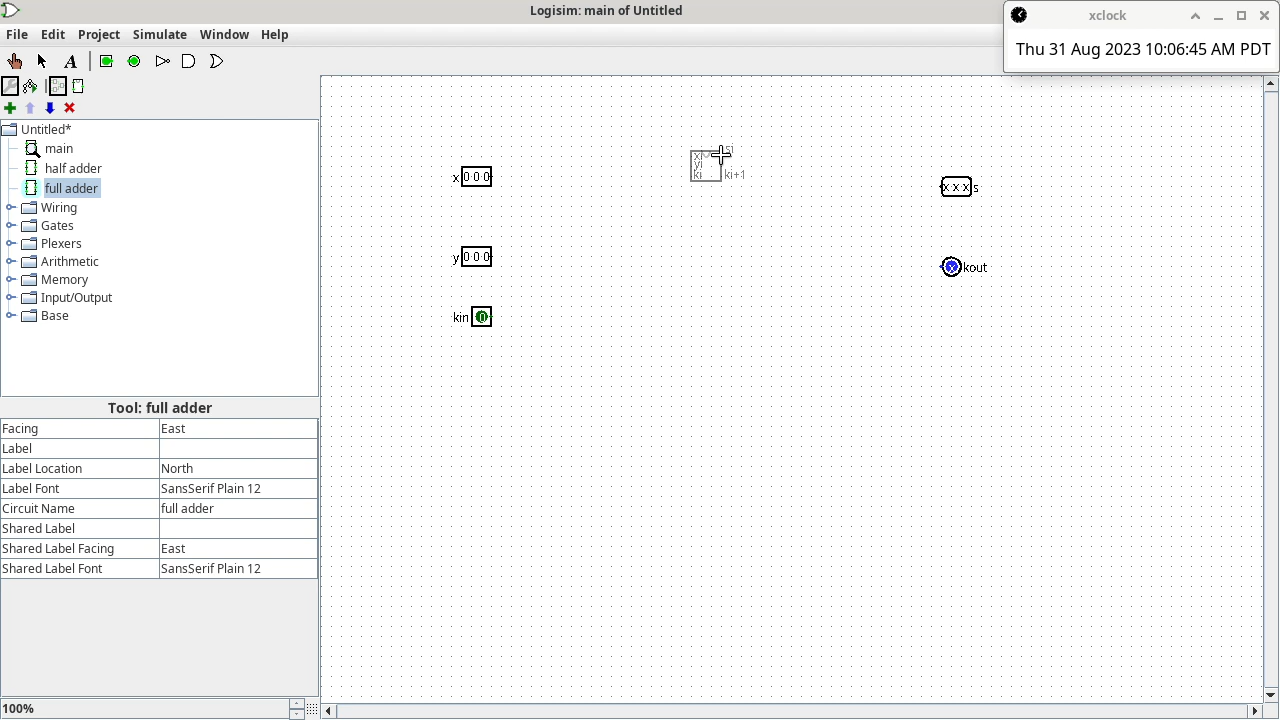 Logisim: main of Untitled
xclock
Thu 31 Aug 2023 10:06:45 AM PDT
File Edit Project Simulate Window Help
A
Untitled*
main
half adder
full adder
Wiring
Gates
Plexers
Arithmetic
Memory
Input/Output
Base
Tool: full adder
Facing East
Label
Label Location North
Label Font SansSerif Plain 12
Circuit Name full adder
Shared Label
Shared Label Facing East
Shared Label Font SansSerif Plain 12
100%
x 0 0 0
y 0 0 0
kin 0
xi si
yi
ki ki+1
x x x s
x kout